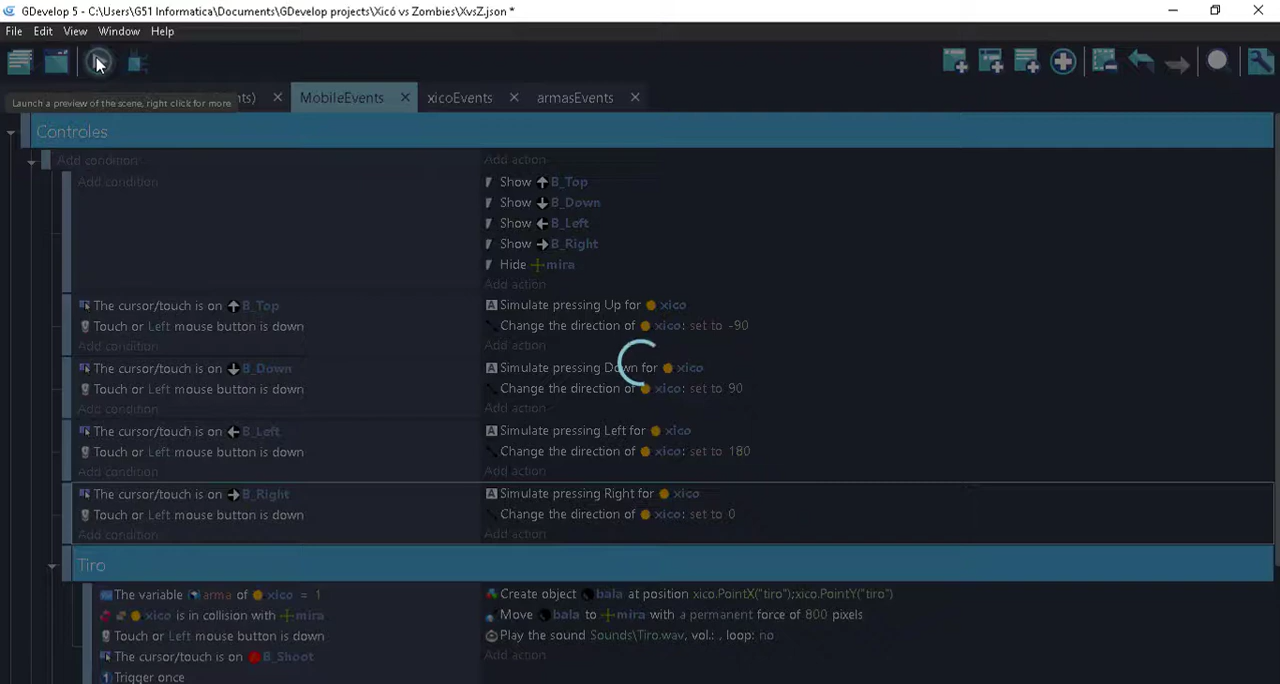 GDevelop 5 - C:\Users\G51 Informatica\Documents\GDevelop projects\Xicó vs Zombies\XvsZ.json *
File Edit View Window Help
Launch a preview of the scene, right click for more.
nts) MobileEvents xicoEvents armasEvents
Controles
Add condition Add action
Add condition Show B_Top
Show B_Down
Show B_Left
Show B_Right
Hide mira
Add action
The cursor/touch is on B_Top Simulate pressing Up for xico
Touch or Left mouse button is down Change the direction of xico: set to -90
Add condition Add action
The cursor/touch is on B_Down Simulate pressing Down for xico
Touch or Left mouse button is down Change the direction of xico: set to 90
Add condition Add action
The cursor/touch is on B_Left Simulate pressing Left for xico
Touch or Left mouse button is down Change the direction of xico: set to 180
Add condition Add action
The cursor/touch is on B_Right Simulate pressing Right for xico
Touch or Left mouse button is down Change the direction of xico: set to 0
Add condition Add action
Tiro
The variable arma of xico = 1 Create object bala at position xico.PointX("tiro");xico.PointY("tiro")
xico is in collision with mira Move bala to mira with a permanent force of 800 pixels
Touch or Left mouse button is down Play the sound Sounds\Tiro.wav, vol.: , loop: no
The cursor/touch is on B_Shoot Add action
Trigger once